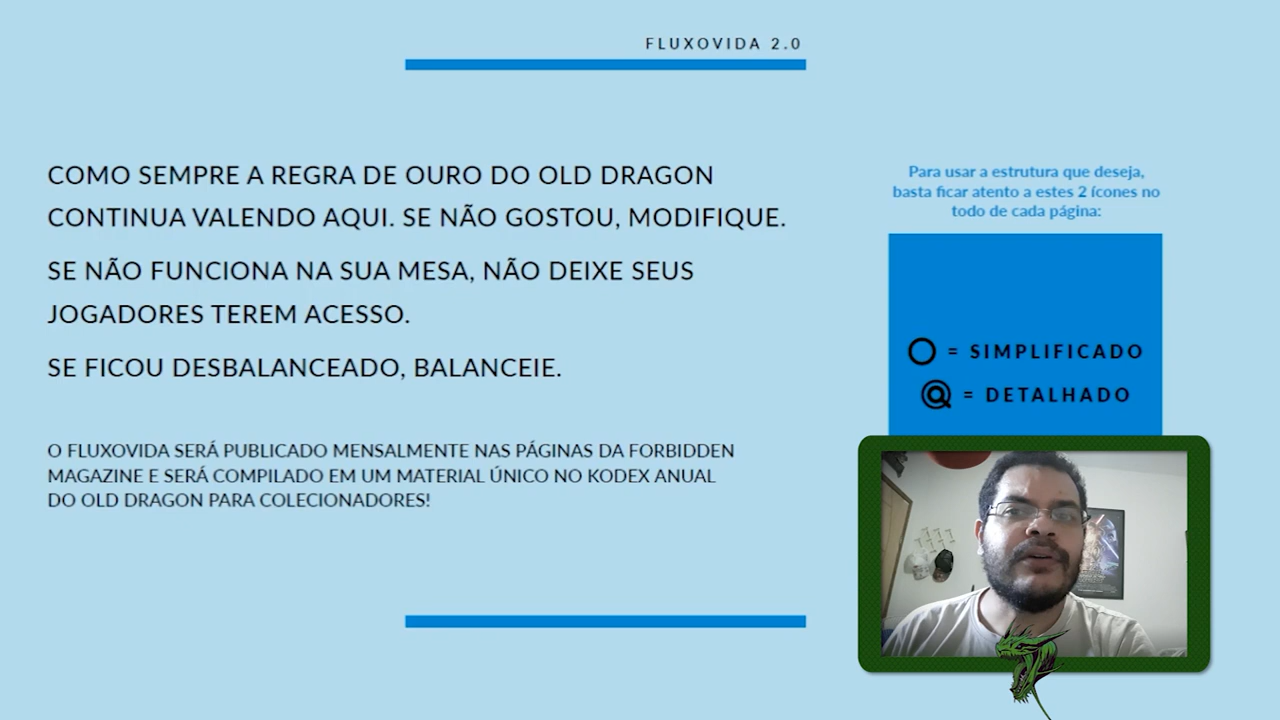 FLUXOVIDA 2.0
COMO SEMPRE A REGRA DE OURO DO OLD DRAGON
CONTINUA VALENDO AQUI. SE NÃO GOSTOU, MODIFIQUE.
SE NÃO FUNCIONA NA SUA MESA, NÃO DEIXE SEUS
JOGADORES TEREM ACESSO.
SE FICOU DESBALANCEADO, BALANCEIE.
O FLUXOVIDA SERÁ PUBLICADO MENSALMENTE NAS PÁGINAS DA FORBIDDEN
MAGAZINE E SERÁ COMPILADO EM UM MATERIAL ÚNICO NO KODEX ANUAL
DO OLD DRAGON PARA COLECIONADORES!
Para usar a estrutura que deseja,
basta ficar atento a estes 2 ícones no
todo de cada página:
= SIMPLIFICADO
= DETALHADO